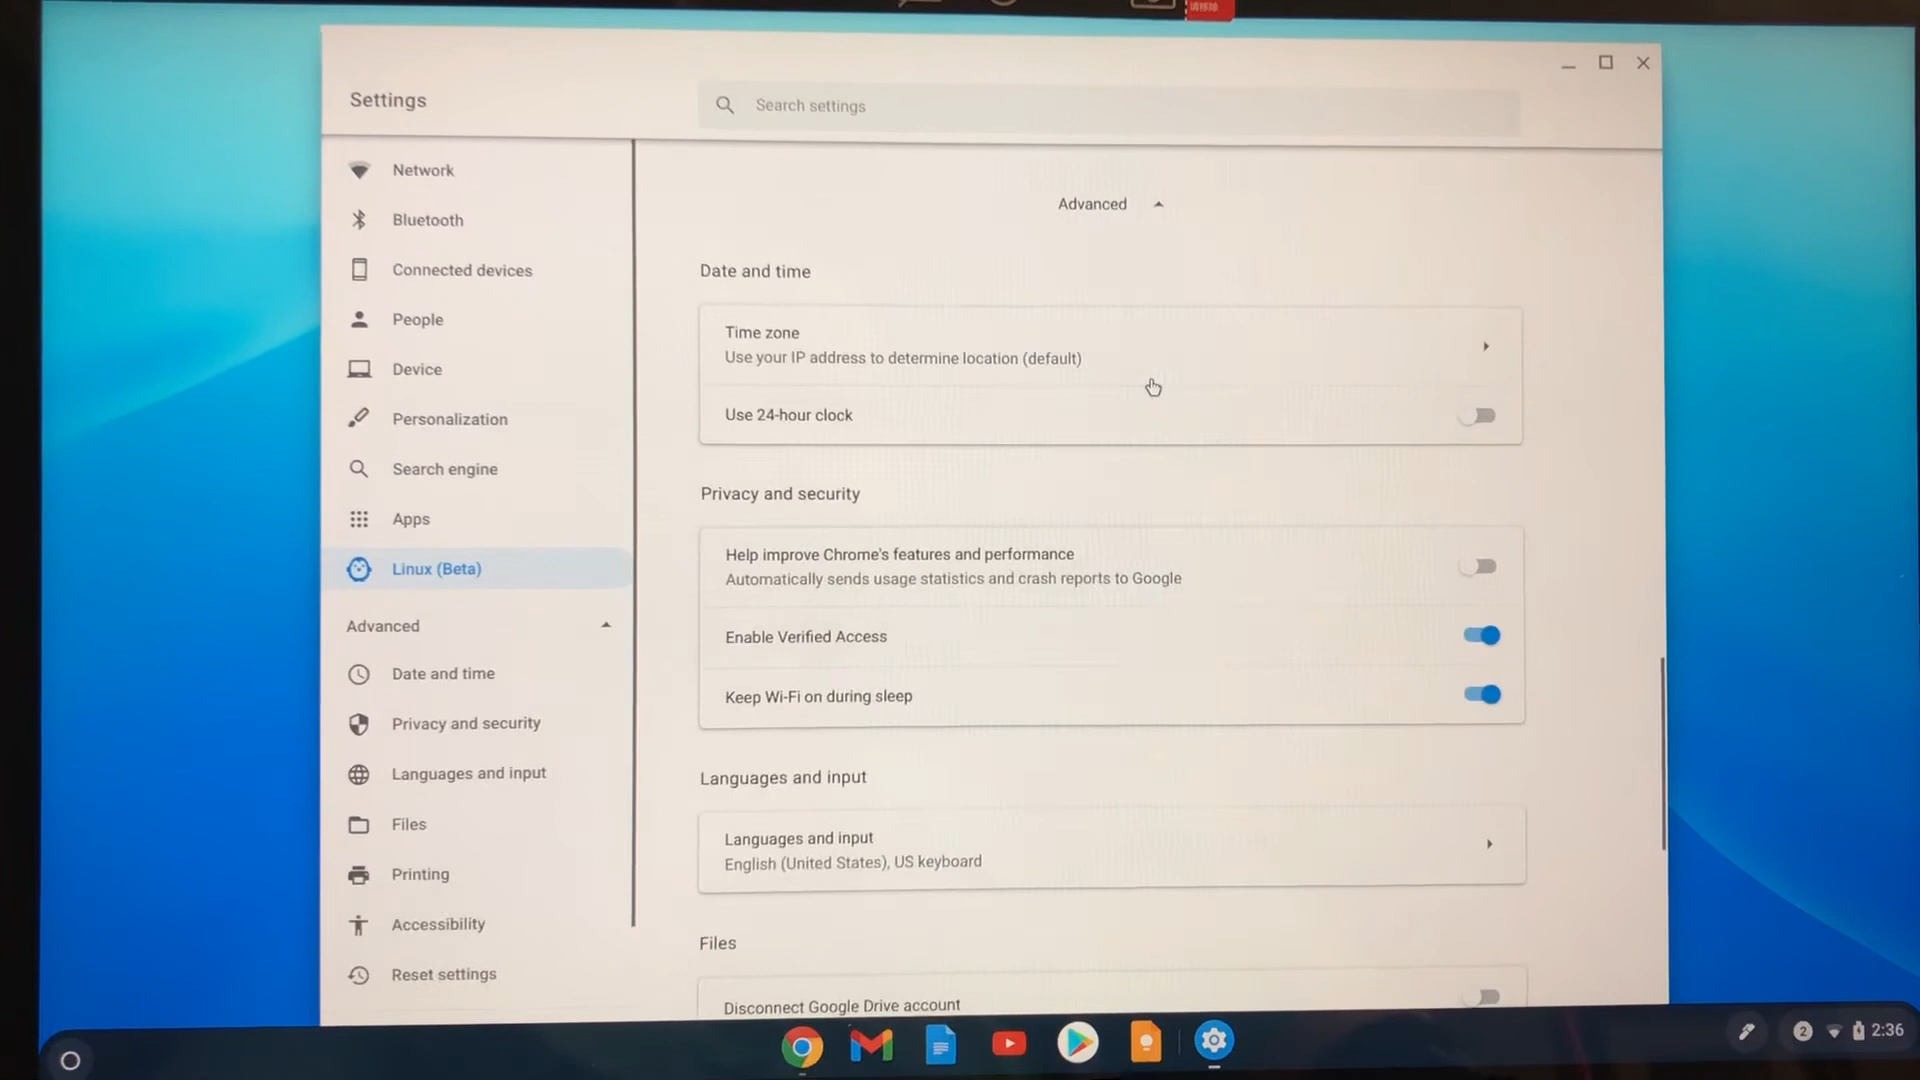 请移除
Settings
Search settings
Network
Bluetooth
Connected devices
People
Device
Personalization
Search engine
Apps
Linux (Beta)
Advanced
Date and time
Privacy and security
Languages and input
Files
Printing
Accessibility
Reset settings
Advanced
Date and time
Time zone
Use your IP address to determine location (default)
Use 24-hour clock
Privacy and security
Help improve Chrome's features and performance
Automatically sends usage statistics and crash reports to Google
Enable Verified Access
Keep Wi-Fi on during sleep
Languages and input
Languages and input
English (United States), US keyboard
Files
Disconnect Google Drive account
2
2:36